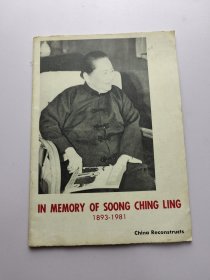 IN MEMORY OF SOONG CHING LING
1893-1981
China Reconstructs